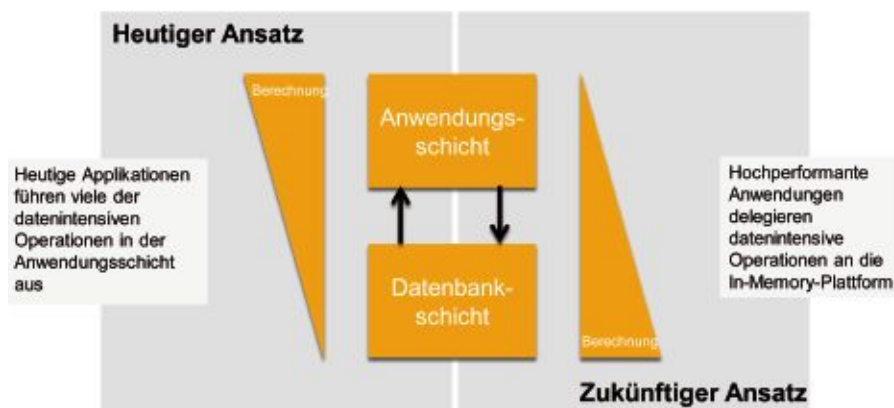 Heutiger Ansatz
Berechnung
Anwendungs-
schicht
Heutige Applikationen
führen viele der
datenintensiven
Operationen in der
Anwendungsschicht
aus
Hochperformante
Anwendungen
delegieren
datenintensive
Operationen an die
In-Memory-Plattform
Datenbank-
schicht
Berechnung
Zukünftiger Ansatz